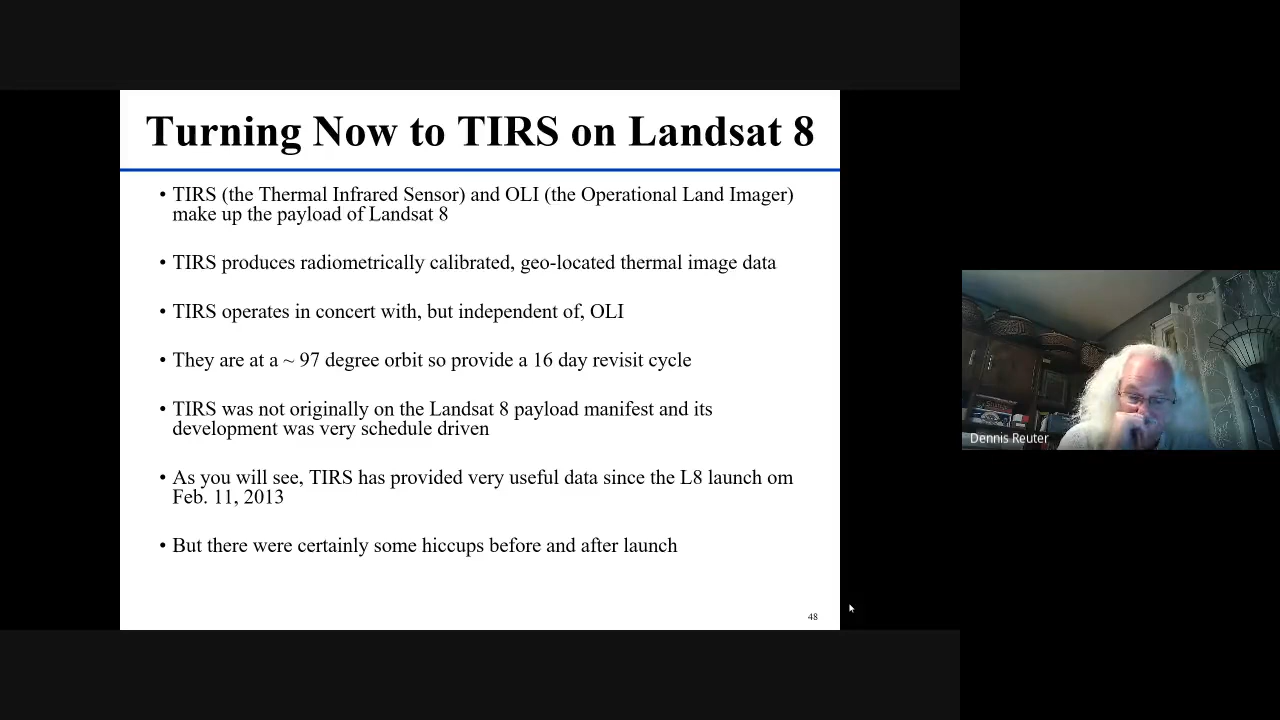 Turning Now to TIRS on Landsat 8
• TIRS (the Thermal Infrared Sensor) and OLI (the Operational Land Imager)
make up the payload of Landsat 8
• TIRS produces radiometrically calibrated, geo-located thermal image data
• TIRS operates in concert with, but independent of, OLI
• They are at a ~ 97 degree orbit so provide a 16 day revisit cycle
• TIRS was not originally on the Landsat 8 payload manifest and its
development was very schedule driven
• As you will see, TIRS has provided very useful data since the L8 launch om
Feb. 11, 2013
• But there were certainly some hiccups before and after launch
48
Dennis Reuter